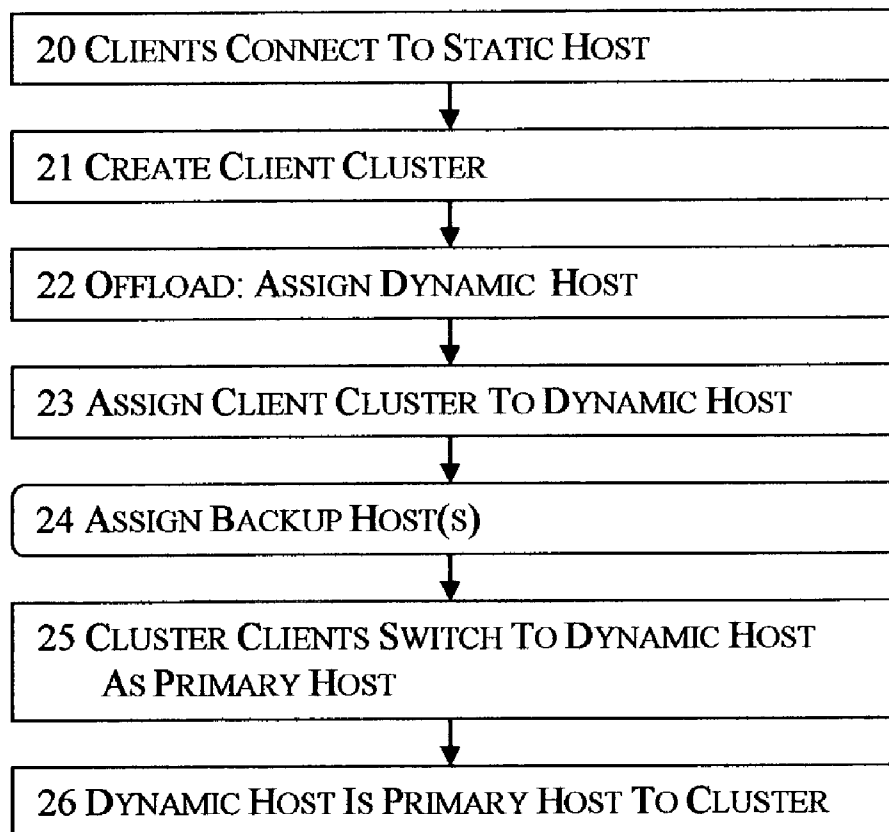 20 CLIENTS CONNECT TO STATIC HOST
21 CREATE CLIENT CLUSTER
22 OFFLOAD: ASSIGN DYNAMIC HOST
23 ASSIGN CLIENT CLUSTER TO DYNAMIC HOST
24 ASSIGN BACKUP HOST(S)
25 CLUSTER CLIENTS SWITCH TO DYNAMIC HOST
AS PRIMARY HOST
26 DYNAMIC HOST IS PRIMARY HOST TO CLUSTER